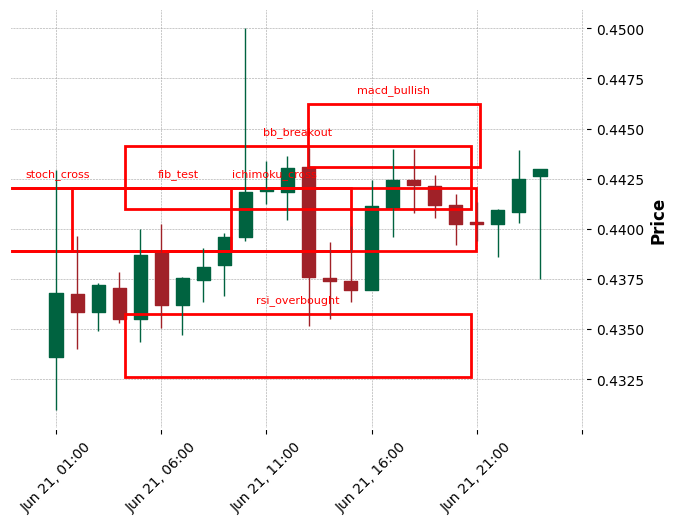 0.4500
0.4475
macd_bullish
0.4450
bb_breakout
0.4425
stoch_cross
fib_test
ichimoku_cross
0.4400
Price
0.4375
rsi_overbought
0.4350
0.4325
Jun 21, 01:00
Jun 21, 06:00
Jun 21, 11:00
Jun 21, 16:00
Jun 21, 21:00